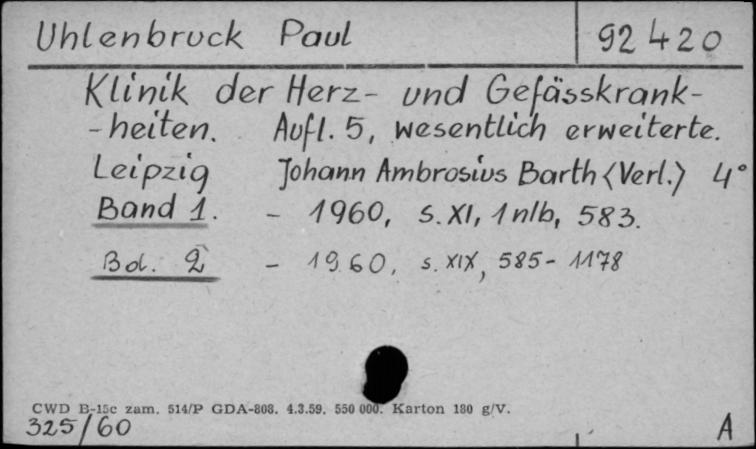 Uhlenbruck Paul 92420
Klinik der Herz- und Gefässkrank-
-heiten. Aufl. 5, wesentlich erweiterte.
Leipzig Johann Ambrosius Barth <Verl.> 4°
Band 1. - 1960, s. XI, 1 nlb, 583.
Bd. 2 - 1960, s. XIX, 585-1178
CWD B-15c zam. 514/P GDA-808. 4.3.59. 550 000. Karton 180 g/V.
325/60 A